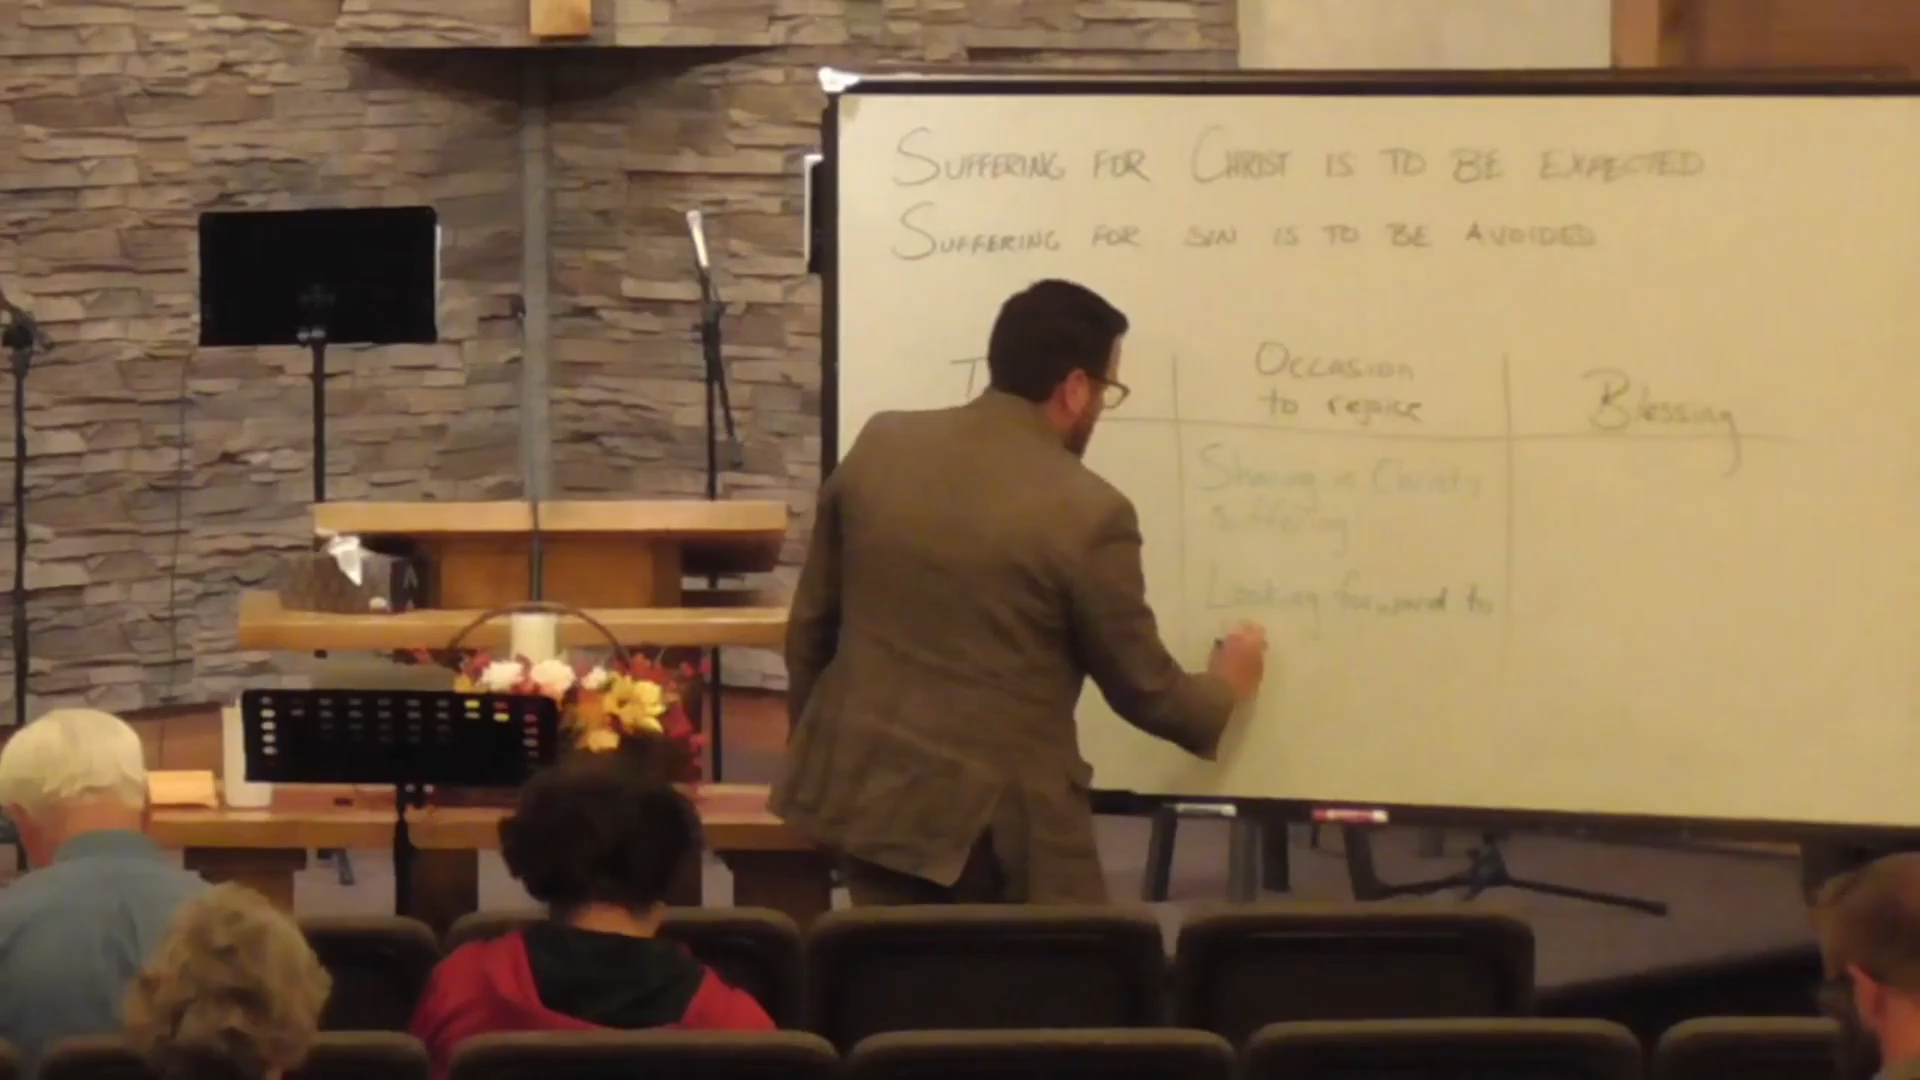 SUFFERING FOR CHRIST IS TO BE EXPECTED
SUFFERING FOR SIN IS TO BE AVOIDED
Occasion
to rejoice
Blessing
Sharing in Christ's
suffering
Looking forward to